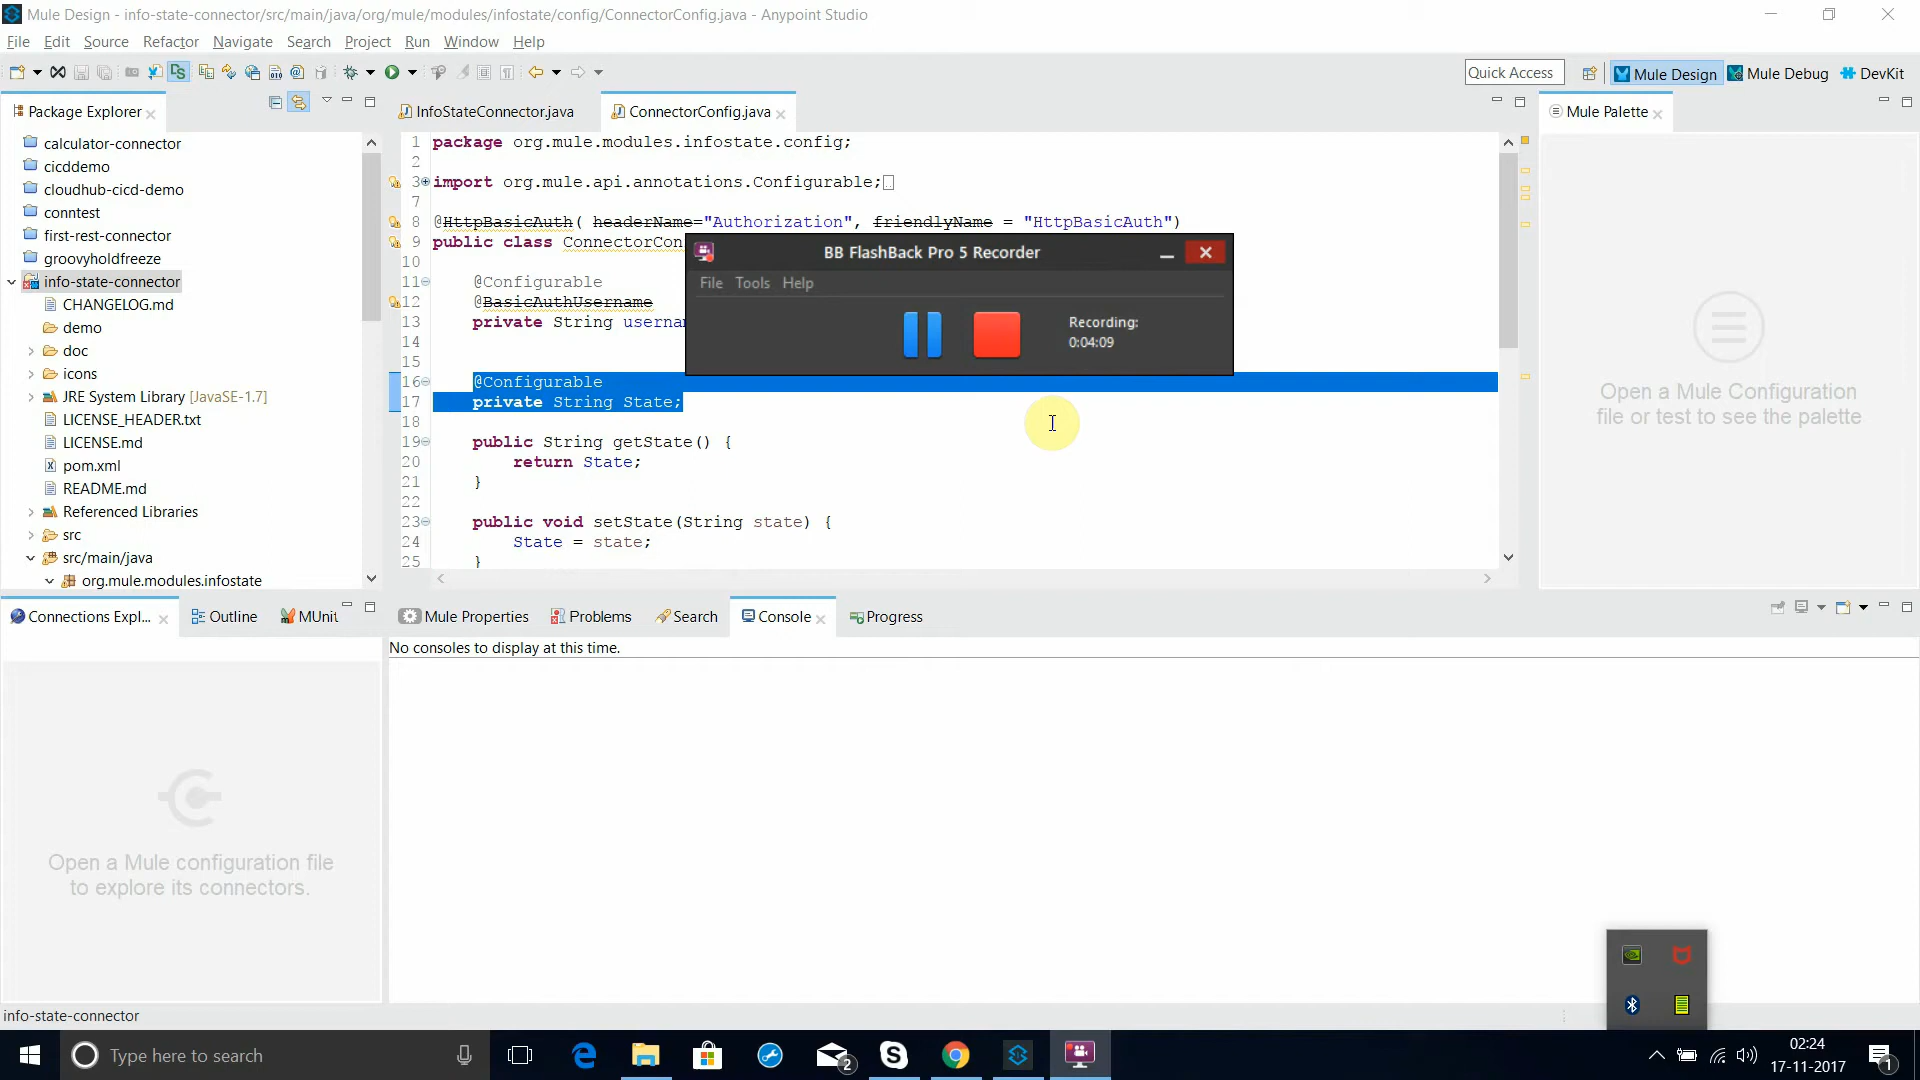 Mule Design - info-state-connector/src/main/java/org/mule/modules/infostate/config/ConnectorConfig.java - Anypoint Studio
File Edit Source Refactor Navigate Search Project Run Window Help
Quick Access
Mule Design
Mule Debug
DevKit
Package Explorer
calculator-connector
cicddemo
cloudhub-cicd-demo
conntest
first-rest-connector
groovyholdfreeze
info-state-connector
CHANGELOG.md
demo
doc
icons
JRE System Library [JavaSE-1.7]
LICENSE_HEADER.txt
LICENSE.md
pom.xml
README.md
Referenced Libraries
src
src/main/java
org.mule.modules.infostate
InfoStateConnector.java
ConnectorConfig.java
1 package org.mule.modules.infostate.config;
2
3 import org.mule.api.annotations.Configurable;
7
8 @HttpBasicAuth( headerName="Authorization", friendlyName = "HttpBasicAuth")
9 public class ConnectorCon
10
11 @Configurable
12 @BasicAuthUsername
13 private String userna
14
15
16 @Configurable
17 private String State;
18
19 public String getState() {
20 return State;
21 }
22
23 public void setState(String state) {
24 State = state;
25 }
BB FlashBack Pro 5 Recorder
File Tools Help
Recording:
0:04:09
Mule Palette
Open a Mule Configuration
file or test to see the palette
Connections Expl...
Outline
MUnit
Open a Mule configuration file
to explore its connectors.
Mule Properties
Problems
Search
Console
Progress
No consoles to display at this time.
info-state-connector
Type here to search
2
02:24
17-11-2017
1